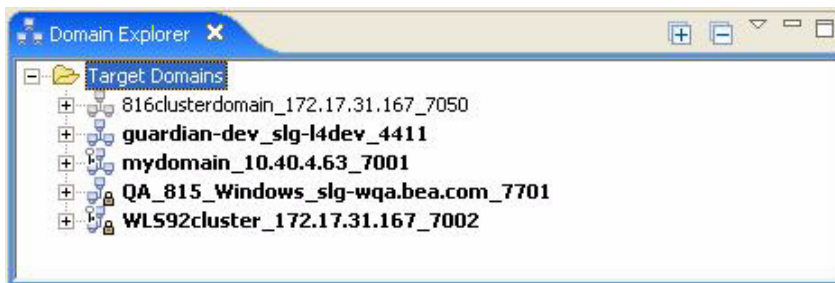 Domain Explorer
Target Domains
816clusterdomain_172.17.31.167_7050
guardian-dev_slg-l4dev_4411
mydomain_10.40.4.63_7001
QA_815_Windows_slg-wqa.bea.com_7701
WLS92cluster_172.17.31.167_7002